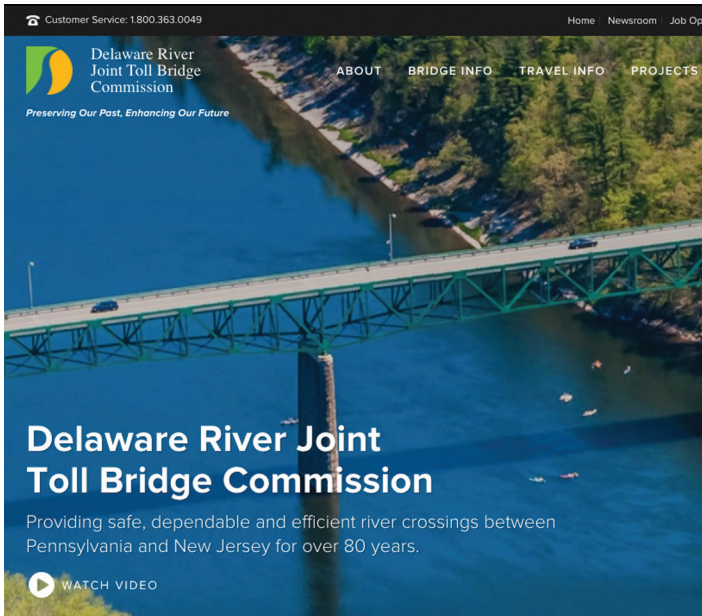 Customer Service: 1.800.363.0049
Home
Newsroom
Job Op
Delaware River
Joint Toll Bridge
Commission
Preserving Our Past, Enhancing Our Future
ABOUT
BRIDGE INFO
TRAVEL INFO
PROJECTS
Delaware River Joint
Toll Bridge Commission
Providing safe, dependable and efficient river crossings between
Pennsylvania and New Jersey for over 80 years.
WATCH VIDEO